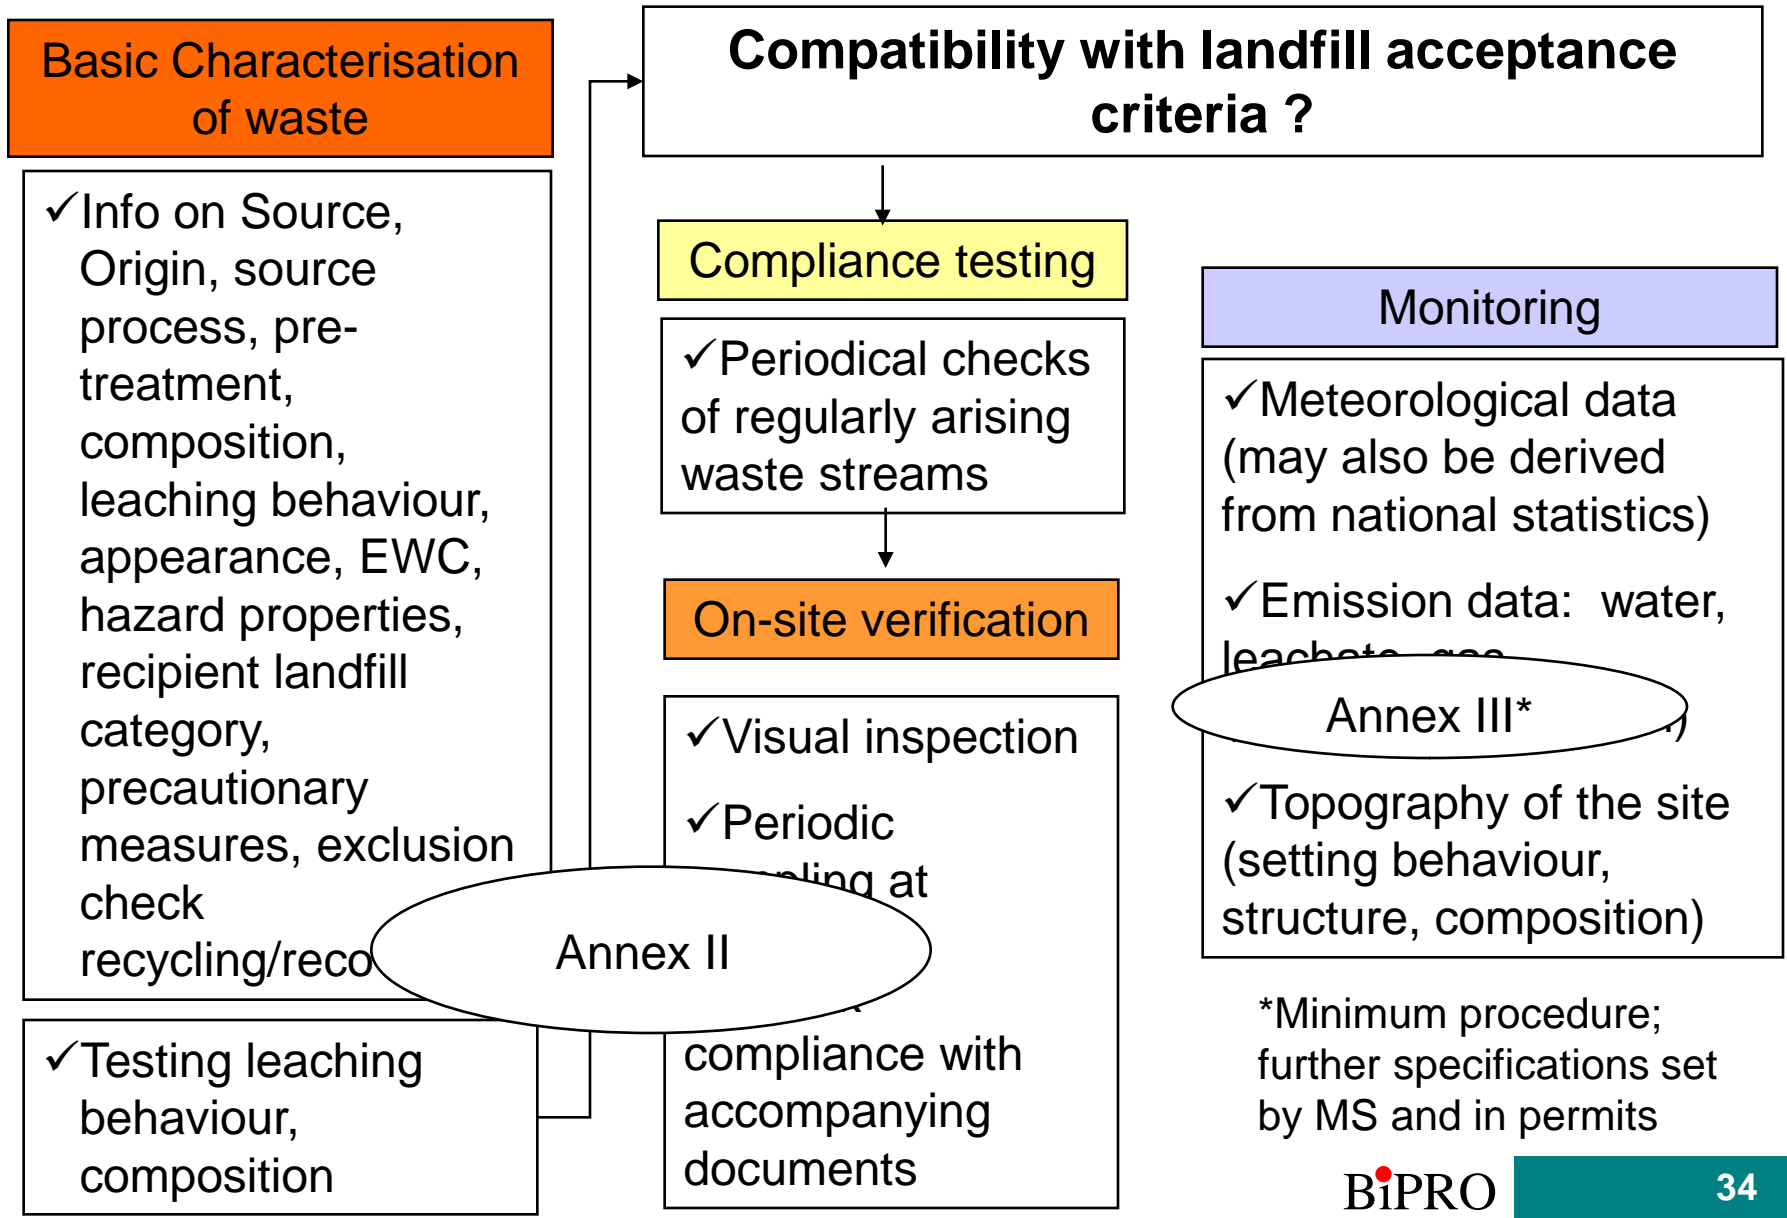 Basic Characterisation
of waste
✓Info on Source,
Origin, source
process, pre-
treatment,
composition,
leaching behaviour,
appearance, EWC,
hazard properties,
recipient landfill
category,
precautionary
measures, exclusion
check
recycling/reco
✓Testing leaching
behaviour,
composition
Compatibility with landfill acceptance
criteria ?
Compliance testing
✓Periodical checks
of regularly arising
waste streams
On-site verification
✓Visual inspection
✓Periodic
at
compliance with
accompanying
documents
Annex II
Monitoring
✓Meteorological data
(may also be derived
from national statistics)
✓Emission data:  water,
leachate, gas
Annex III*
✓Topography of the site
(setting behaviour,
structure, composition)
*Minimum procedure;
further specifications set
by MS and in permits
BiPRO
34